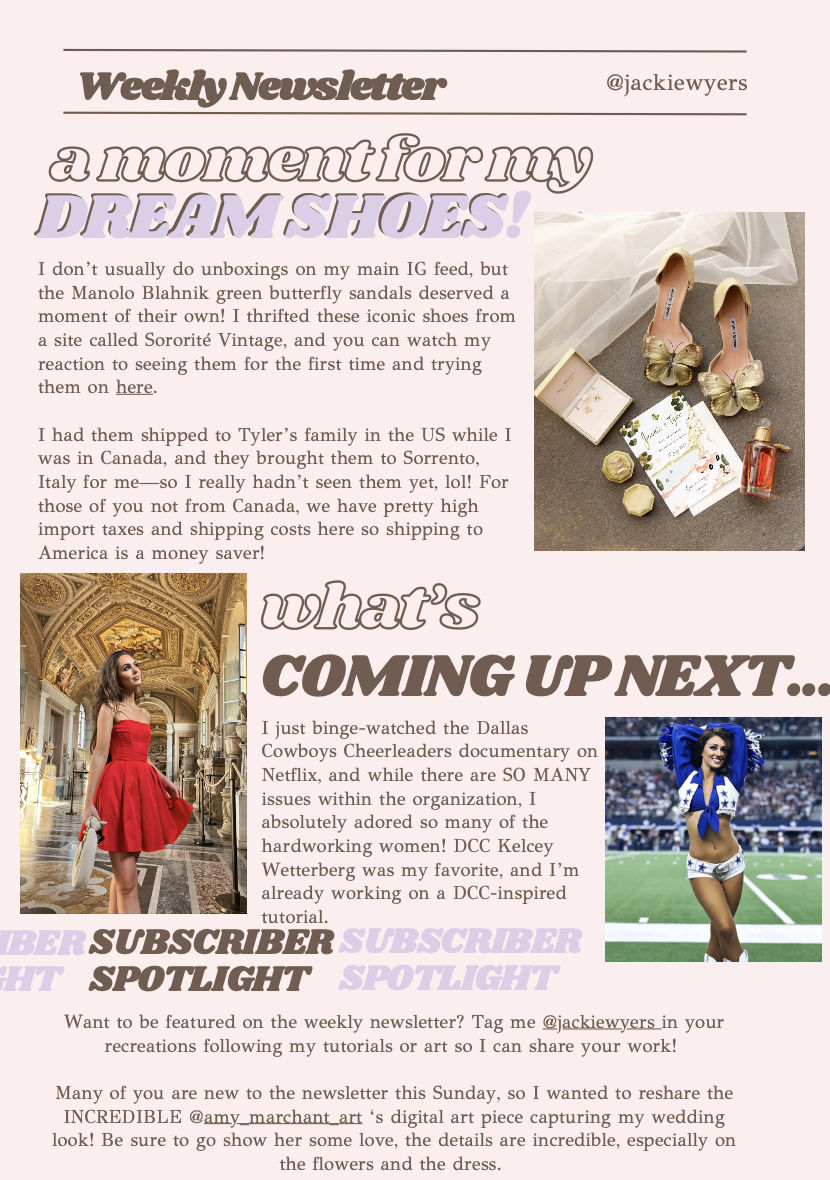 Weekly Newsletter
@jackiewyers
a moment for my
DREAM SHOES!
I don't usually do unboxings on my main IG feed, but
the Manolo Blahnik green butterfly sandals deserved a
moment of their own! I thrifted these iconic shoes from
a site called Sororité Vintage, and you can watch my
reaction to seeing them for the first time and trying
them on here.
I had them shipped to Tyler's family in the US while I
was in Canada, and they brought them to Sorrento,
Italy for me—so I really hadn't seen them yet, lol! For
those of you not from Canada, we have pretty high
import taxes and shipping costs here so shipping to
America is a money saver!
what's
COMING UP NEXT...
I just binge-watched the Dallas
Cowboys Cheerleaders documentary on
Netflix, and while there are SO MANY
issues within the organization, I
absolutely adored so many of the
hardworking women! DCC Kelcey
Wetterberg was my favorite, and I'm
already working on a DCC-inspired
tutorial.
IBER SUBSCRIBER SUBSCRIBER
GHT SPOTLIGHT SPOTLIGHT
Want to be featured on the weekly newsletter? Tag me @jackiewyers in your
recreations following my tutorials or art so I can share your work!
Many of you are new to the newsletter this Sunday, so I wanted to reshare the
INCREDIBLE @amy_marchant_art ‘s digital art piece capturing my wedding
look! Be sure to go show her some love, the details are incredible, especially on
the flowers and the dress.